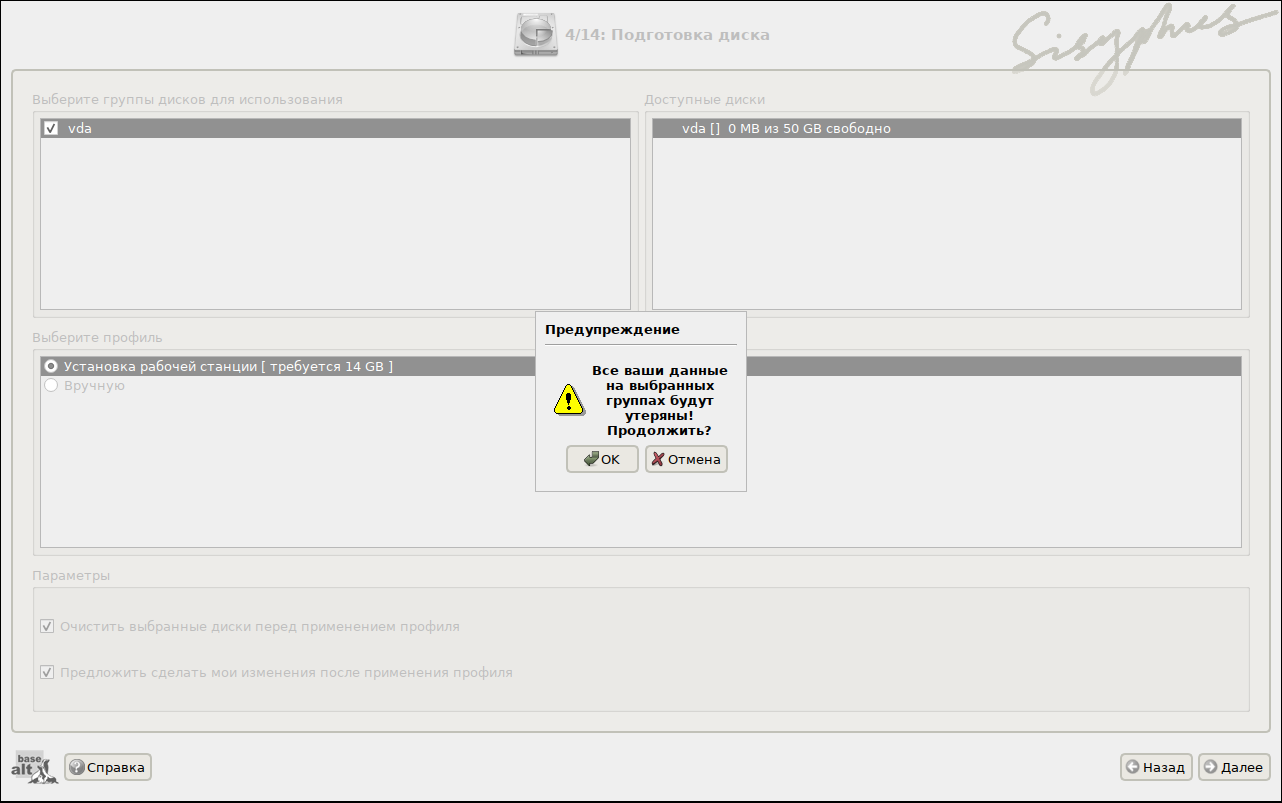 4/14: Подготовка диска
Sisyphus
Выберите группы дисков для использования
Доступные диски
vda
vda [] 0 MB из 50 GB свободно
Выберите профиль
Установка рабочей станции [ требуется 14 GB ]
Вручную
Предупреждение
Все ваши данные
на выбранных
группах будут
утеряны!
Продолжить?
OK
Отмена
Параметры
Очистить выбранные диски перед применением профиля
Предложить сделать мои изменения после применения профиля
base
alt
Справка
Назад
Далее